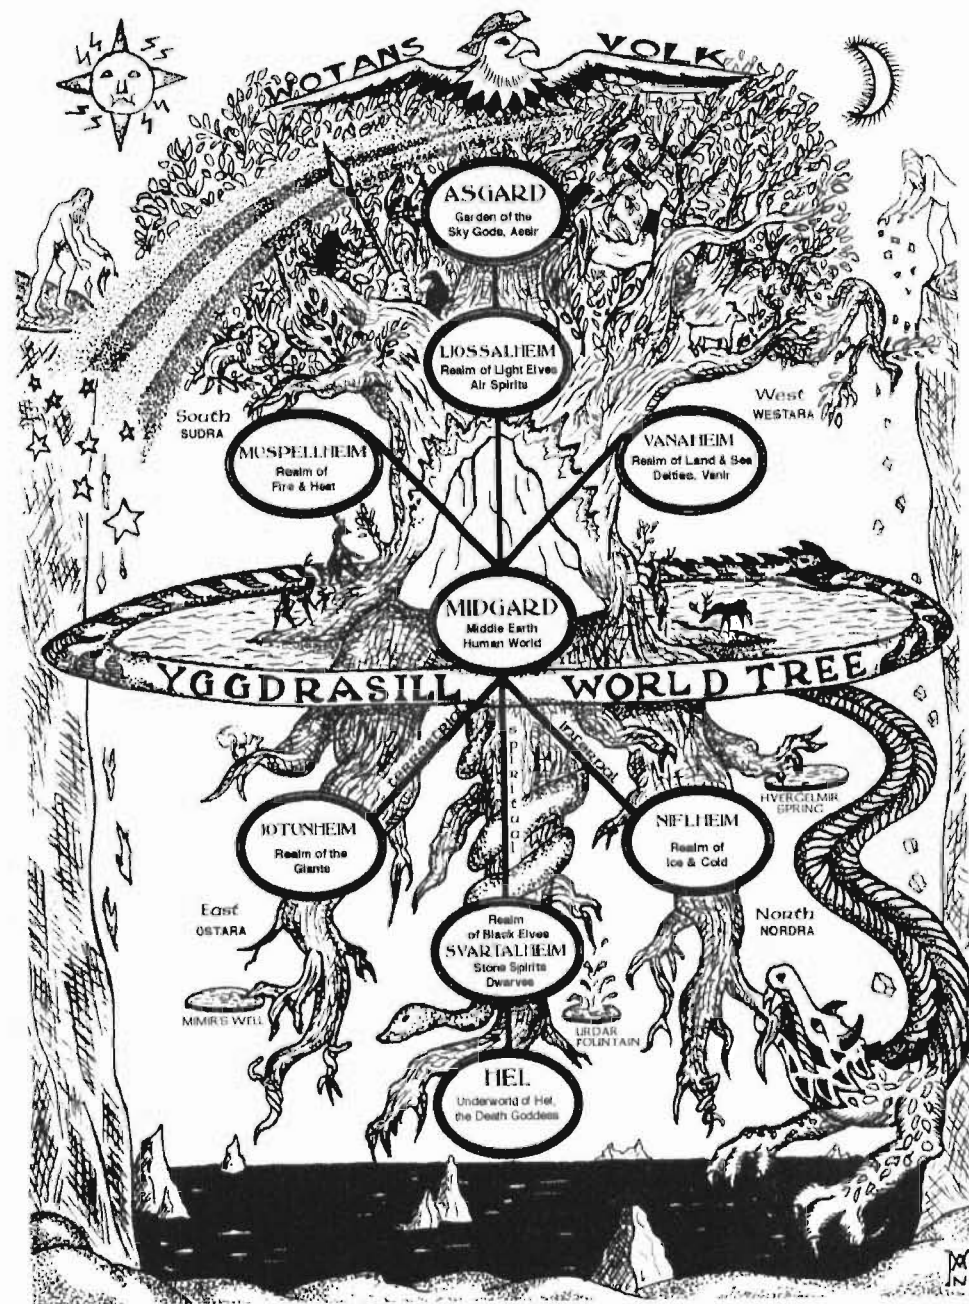 WOTANS VOLK
ASGARD
Garden of the
Sky Gods, Aesir
LJOSSALHEIM
Realm of Light Elves
Air Spirits
South
SUDRA
West
WESTARA
MUSPELLHEIM
Realm of
Fire & Heat
VANAHEIM
Realm of Land & Sea
Deities, Vanir
MIDGARD
Middle Earth
Human World
YGGDRASILL WORLD TREE
spiritual
HVERGELMIR
SPRING
JOTUNHEIM
Realm of the
Giants
NIFLHEIM
Realm of
Ice & Cold
East
OSTARA
North
NORDRA
Realm
of Black Elves
SVARTALHEIM
Stone Spirits
Dwarves
MIMIR'S WELL
URDAR
FOUNTAIN
HEL
Underworld of Hel,
the Death Goddess